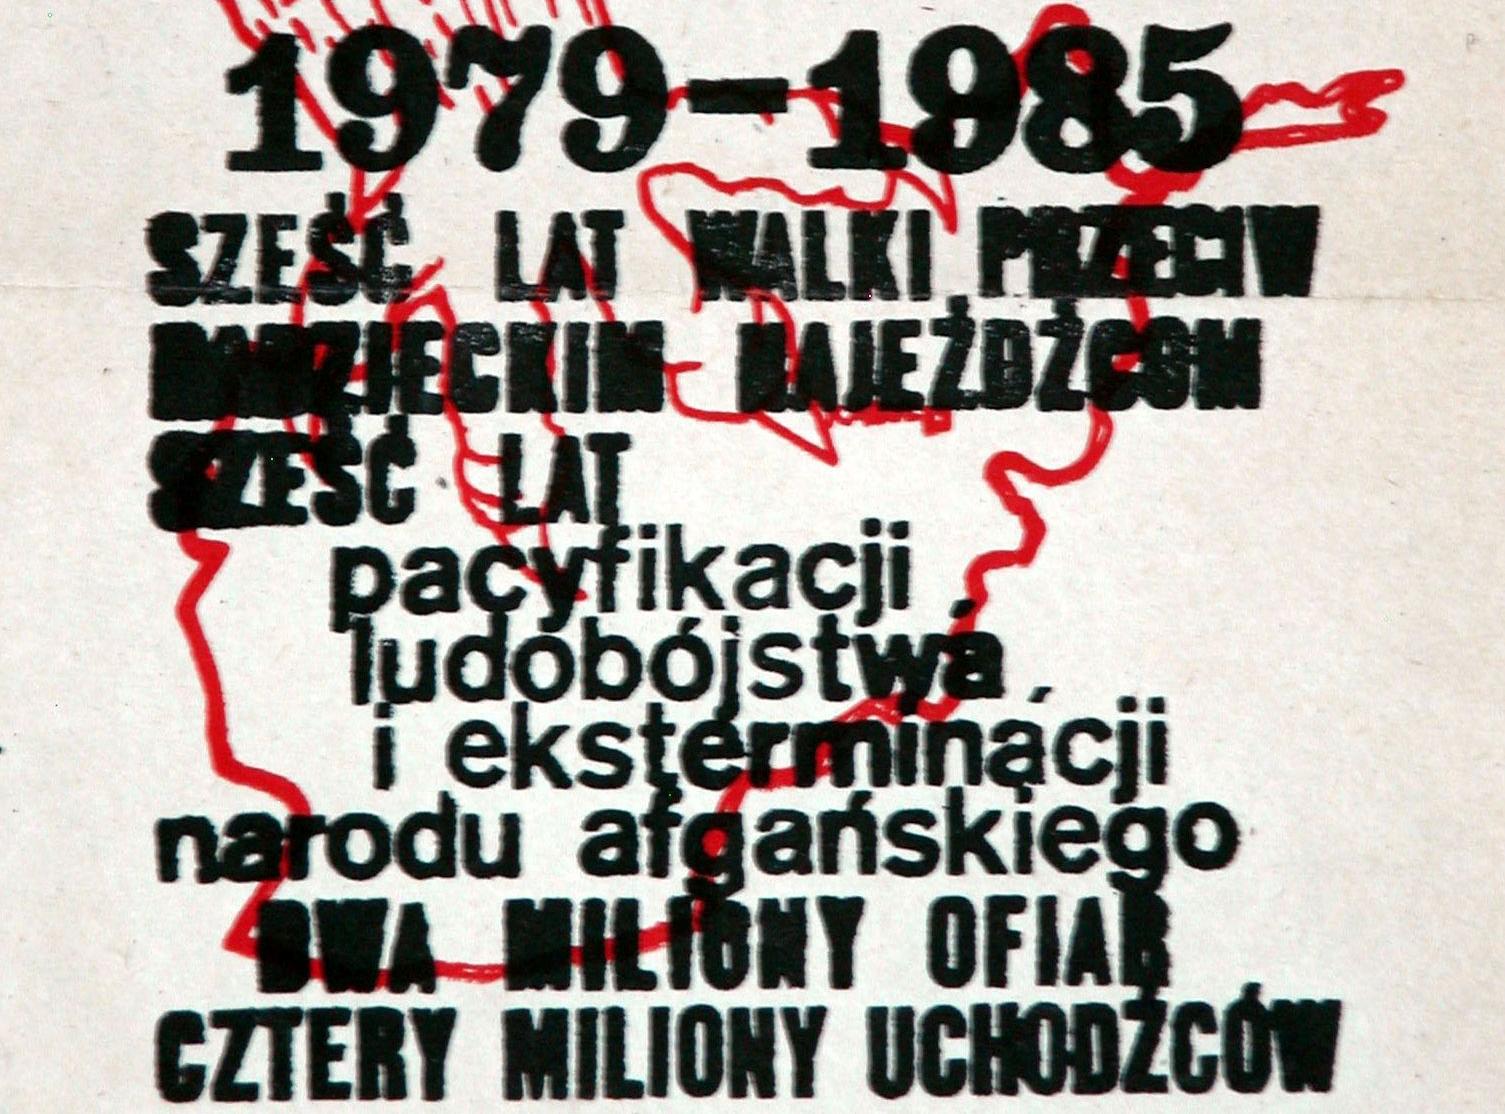 1979-1985
SZEŚĆ LAT WALKI PRZECIW
RADZIECKIM NAJEŹDŹCOM
SZEŚĆ LAT
pacyfikacji
ludobójstwa
i eksterminacji
narodu afgańskiego
DWA MILIONY OFIAR
CZTERY MILIONY UCHODŹCÓW